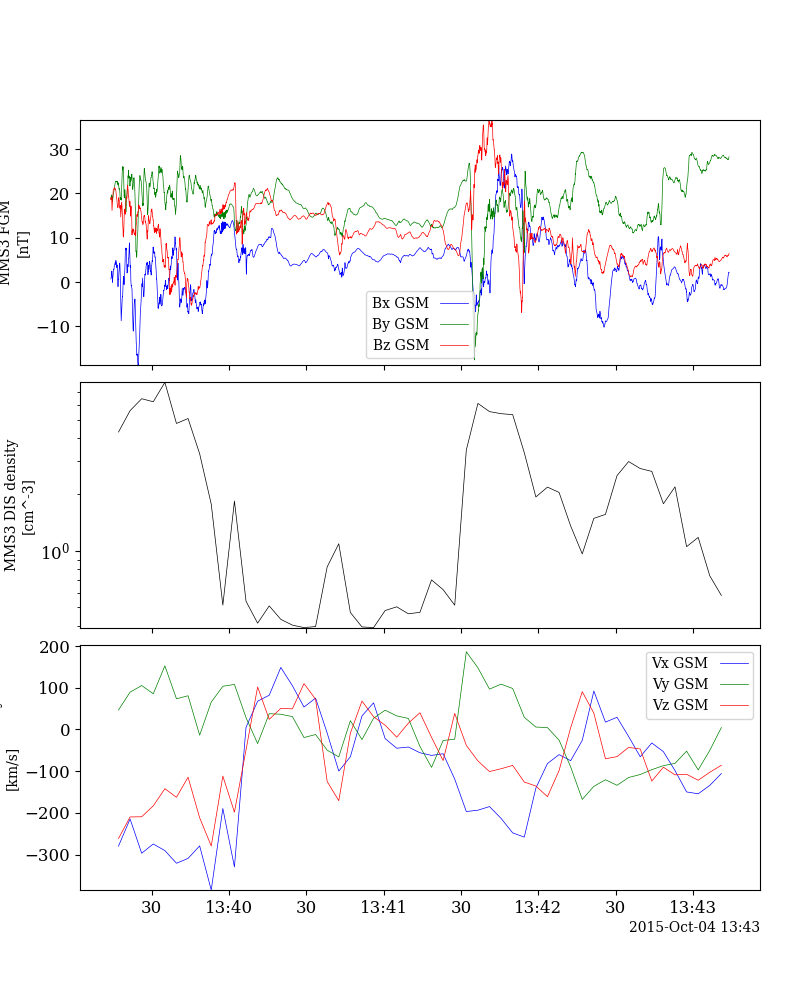 MMS3 FGM
[nT]
30
20
10
0
−10
Bx GSM
By GSM
Bz GSM
MMS3 DIS density
[cm^-3]
10^0
200
100
0
−100
−200
−300
[km/s]
Vx GSM
Vy GSM
Vz GSM
30
13:40
30
13:41
30
13:42
30
13:43
2015-Oct-04 13:43